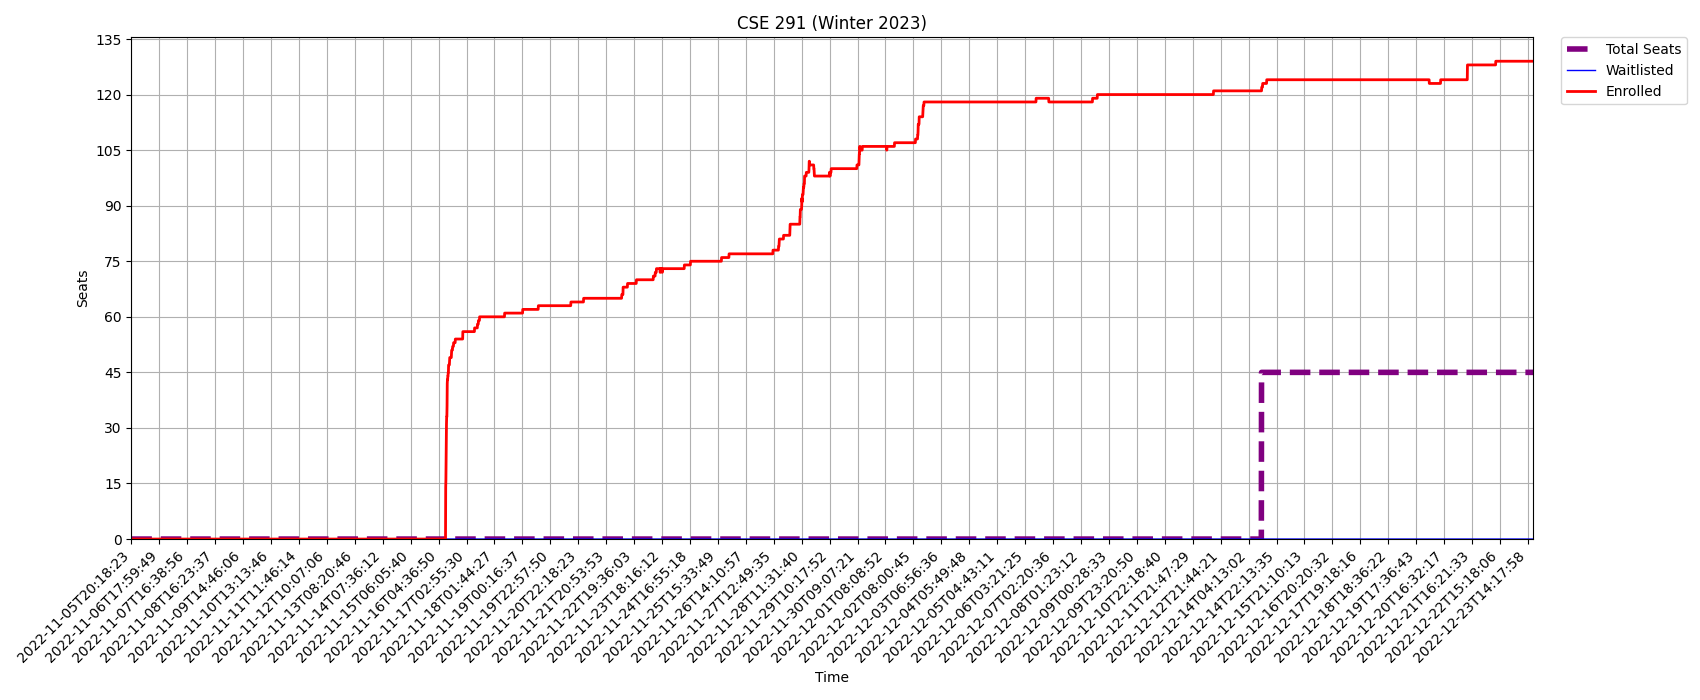 CSE 291 (Winter 2023)
Total Seats
Waitlisted
Enrolled
Seats
135
120
105
90
75
60
45
30
15
0
2022-11-05T20:18:23
2022-11-06T17:59:49
2022-11-07T16:38:56
2022-11-08T16:23:37
2022-11-09T14:46:06
2022-11-10T13:13:46
2022-11-11T11:46:14
2022-11-12T10:07:06
2022-11-13T08:20:46
2022-11-14T07:36:12
2022-11-15T06:05:40
2022-11-16T04:36:50
2022-11-17T02:55:30
2022-11-18T01:44:27
2022-11-19T00:16:37
2022-11-19T22:57:50
2022-11-20T22:18:23
2022-11-21T20:53:53
2022-11-22T19:36:03
2022-11-23T18:16:12
2022-11-24T16:55:18
2022-11-25T15:33:49
2022-11-26T14:10:57
2022-11-27T12:49:35
2022-11-28T11:31:40
2022-11-29T10:17:52
2022-11-30T09:07:21
2022-12-01T08:08:52
2022-12-02T08:00:45
2022-12-03T06:56:36
2022-12-04T05:49:48
2022-12-05T04:43:11
2022-12-06T03:21:25
2022-12-07T02:20:36
2022-12-08T01:23:12
2022-12-09T00:28:33
2022-12-09T23:20:50
2022-12-10T22:18:40
2022-12-11T21:47:29
2022-12-12T21:44:21
2022-12-14T04:13:02
2022-12-14T22:13:35
2022-12-15T21:10:13
2022-12-16T20:20:32
2022-12-17T19:18:16
2022-12-18T18:36:22
2022-12-19T17:36:43
2022-12-20T16:32:17
2022-12-21T16:21:33
2022-12-22T15:18:06
2022-12-23T14:17:58
Time